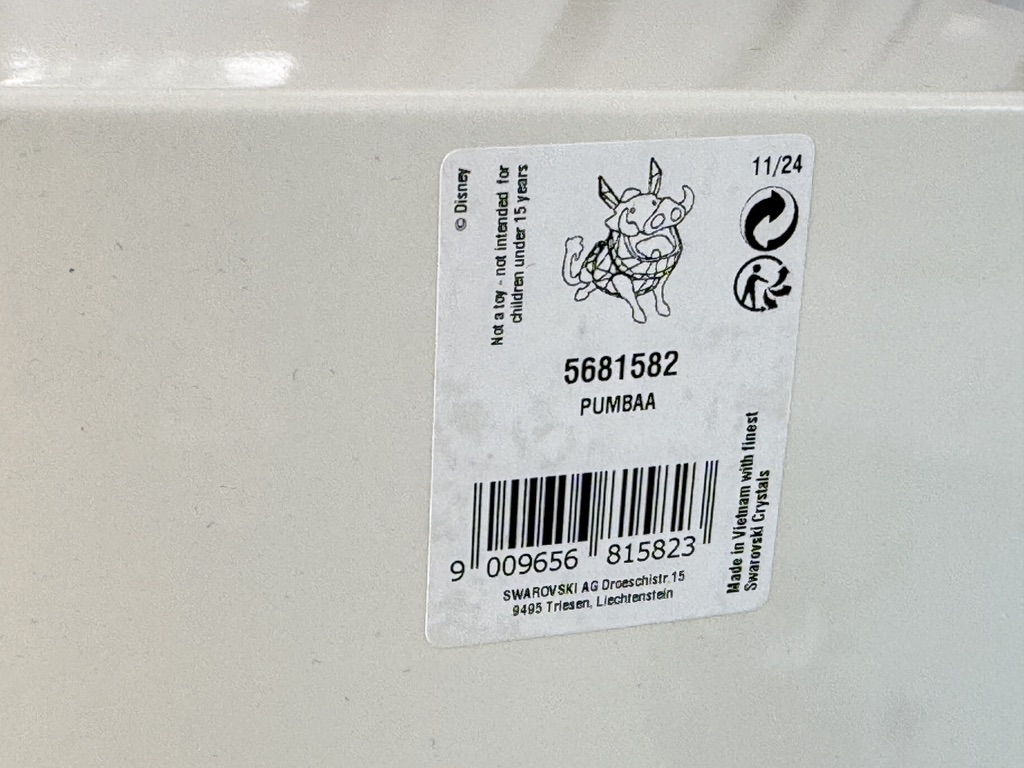 © Disney
Not a toy - not intended for
children under 15 years
11/24
5681582
PUMBAA
9 009656 815823
SWAROVSKI AG Droeschistr.15
9495 Triesen, Liechtenstein
Made in Vietnam with finest
Swarovski Crystals